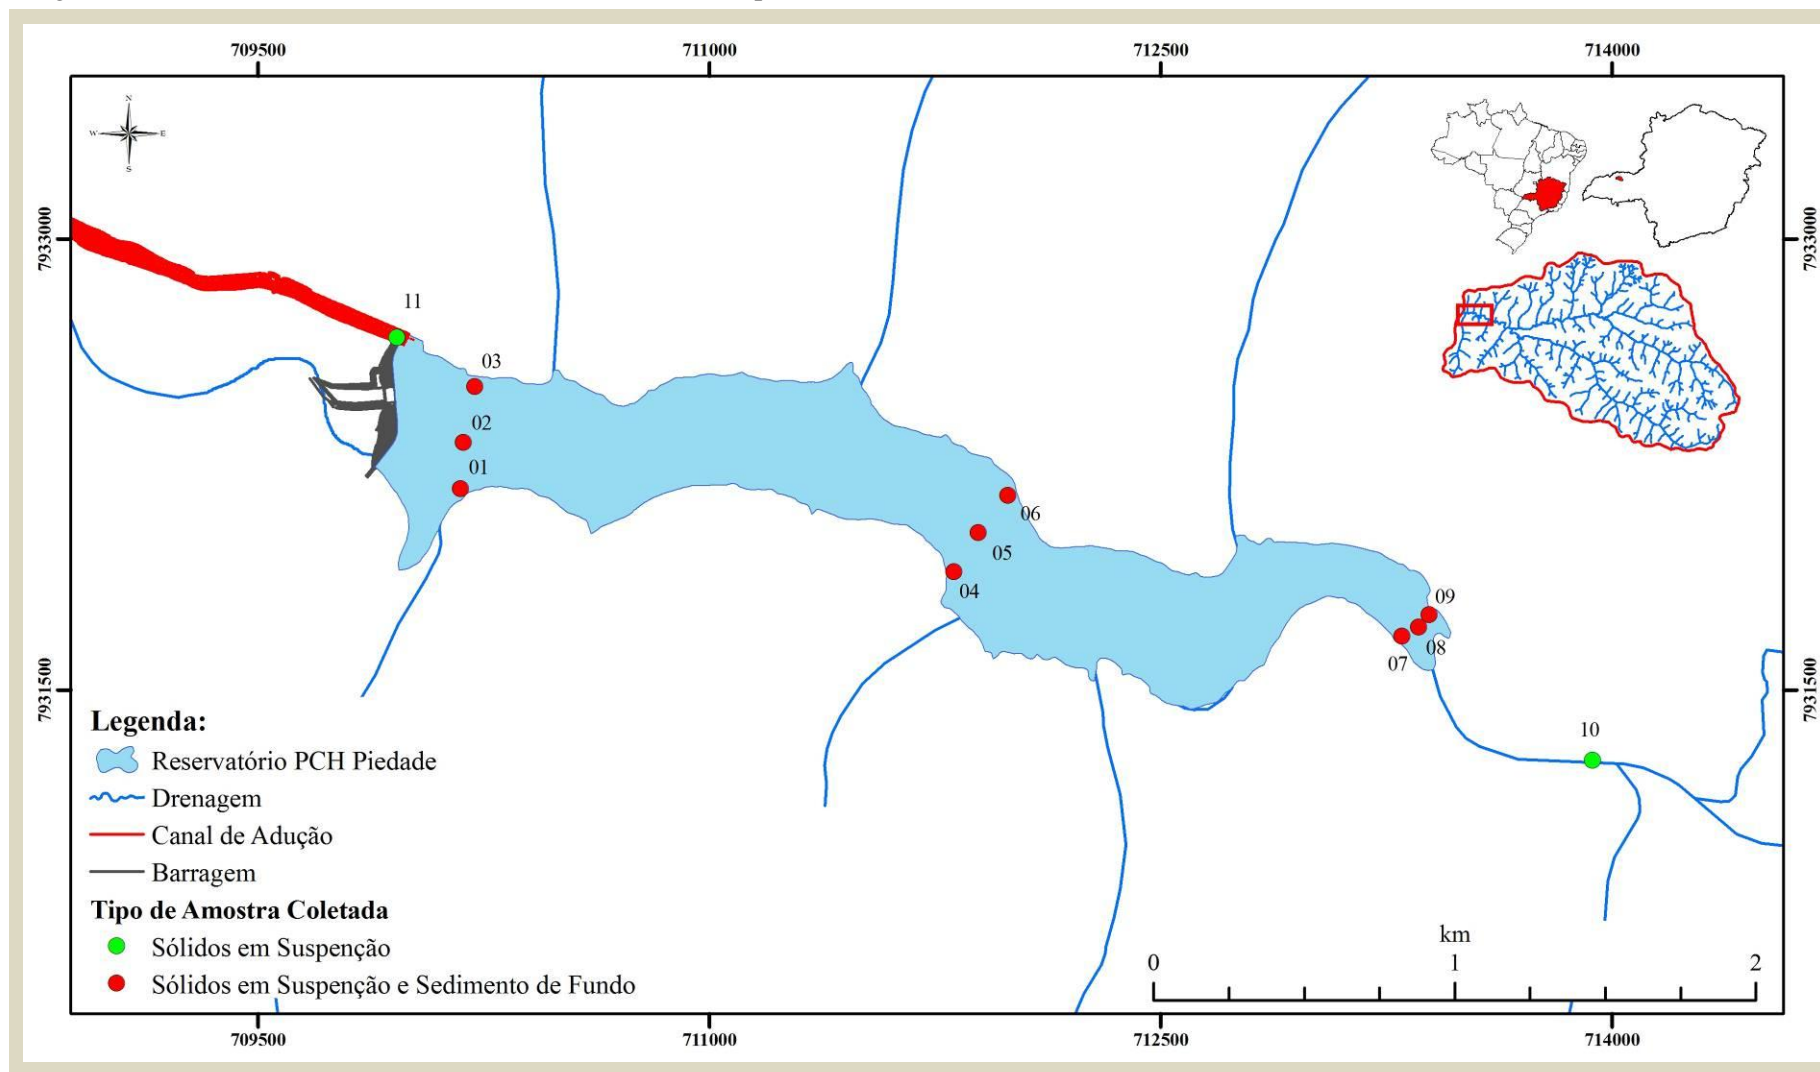 709500 711000 712500 714000
N
W E
S
7933000 7933000
11
03
02
01
06
05
04
09
08
07
10
7931500 7931500
Legenda:
Reservatório PCH Piedade
Drenagem
Canal de Adução
Barragem
Tipo de Amostra Coletada
Sólidos em Suspenção
Sólidos em Suspenção e Sedimento de Fundo
km
0 1 2
709500 711000 712500 714000